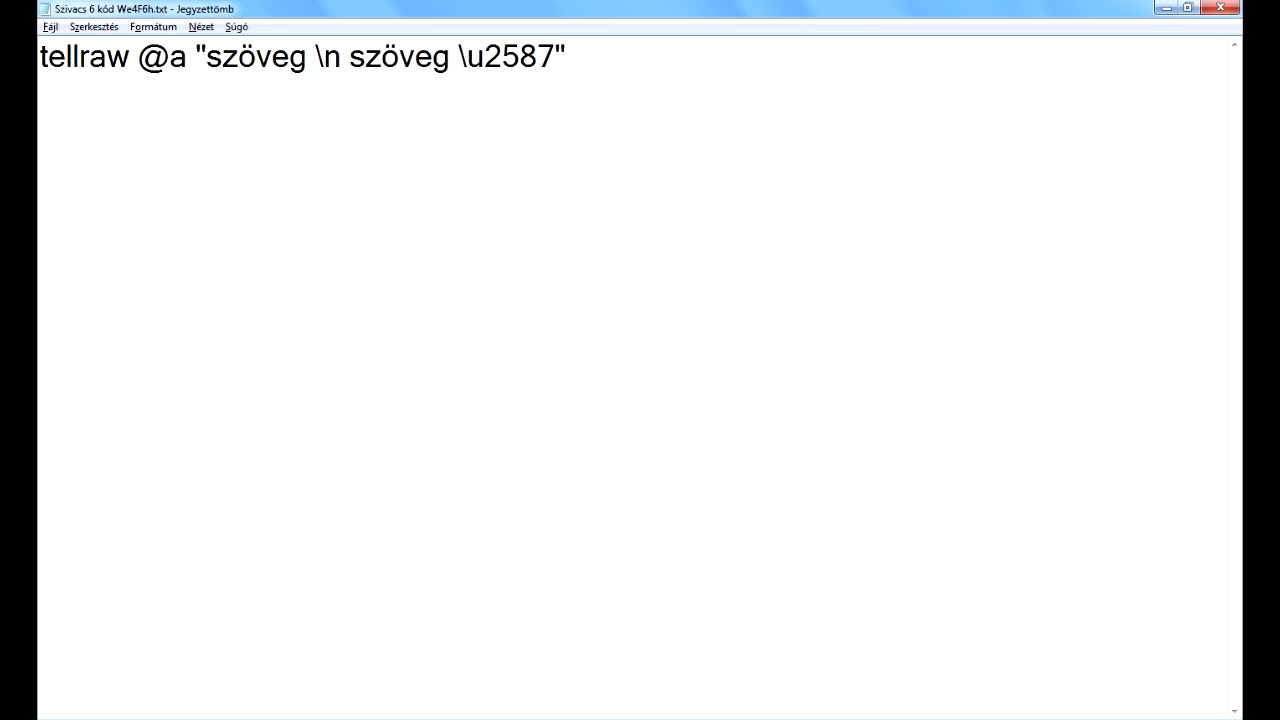 Szivacs 6 kód We4F6h.txt - Jegyzettömb
Fájl Szerkesztés Formátum Nézet Súgó
tellraw @a "szöveg \n szöveg \u2587"